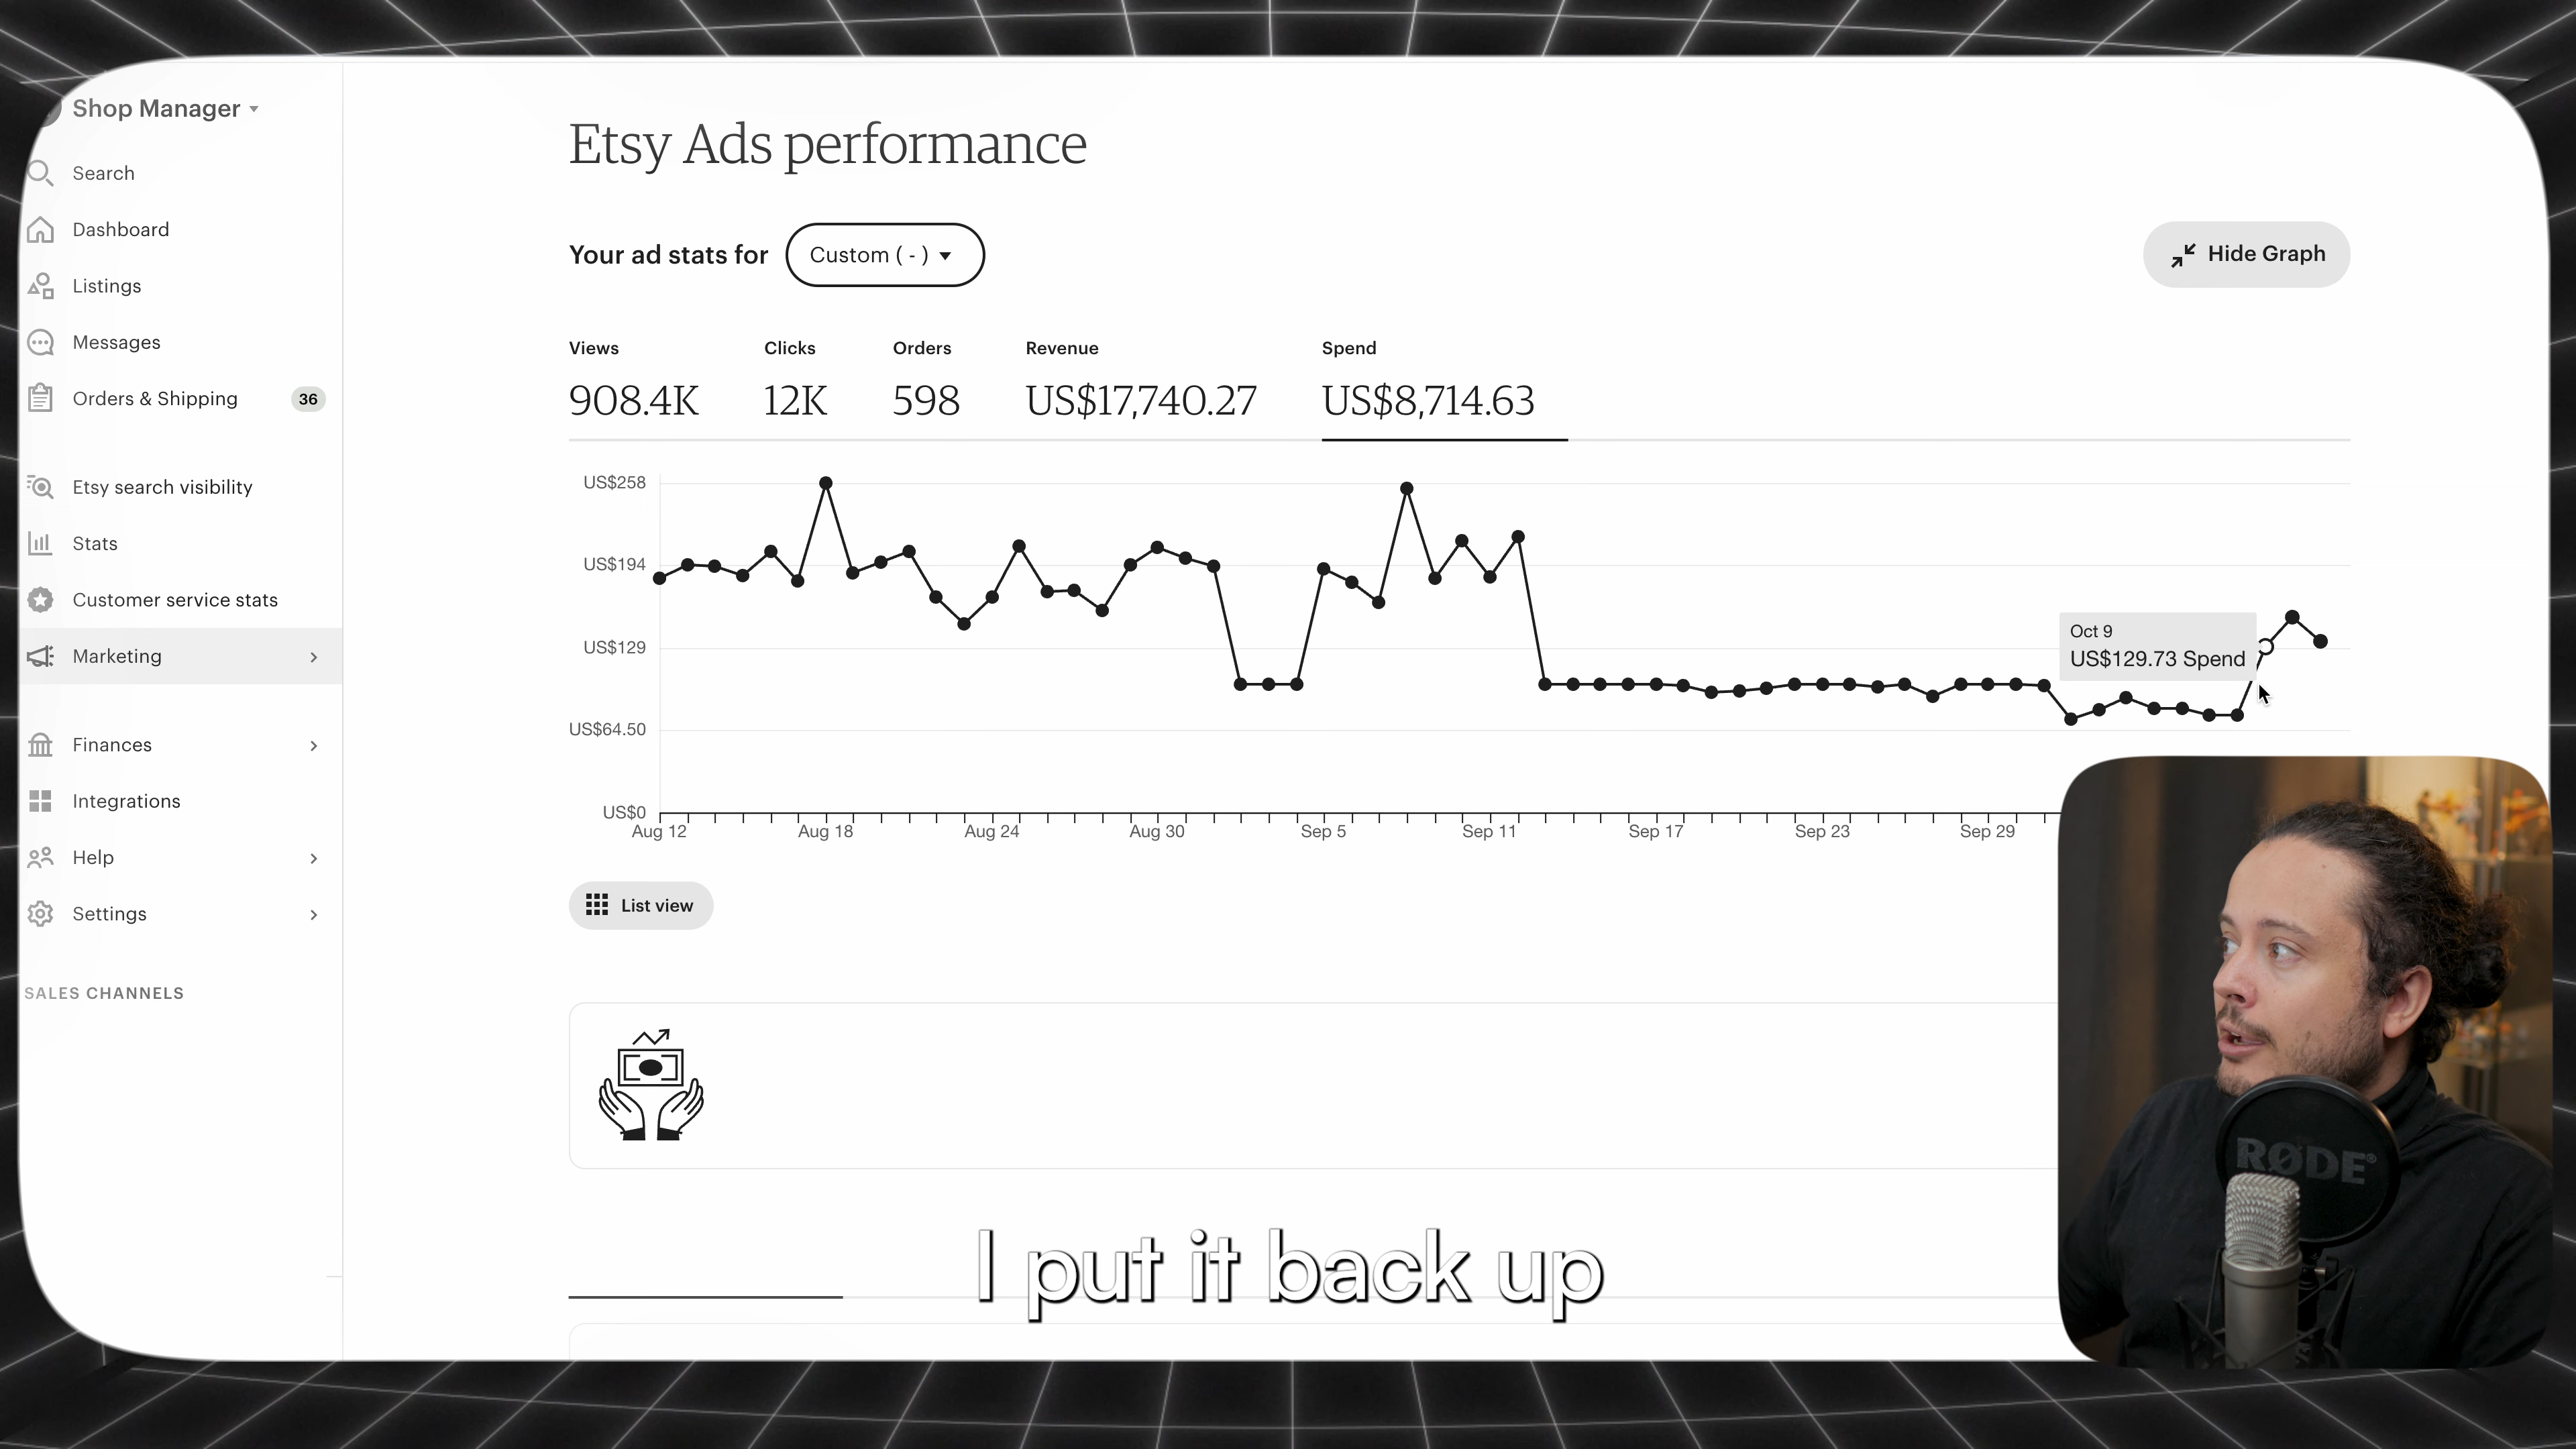 Shop Manager
Search
Dashboard
Listings
Messages
Orders & Shipping 36
Etsy search visibility
Stats
Customer service stats
Marketing
Finances
Integrations
Help
Settings
SALES CHANNELS
Etsy Ads performance
Your ad stats for Custom ( - )
Hide Graph
Views Clicks Orders Revenue Spend
908.4K 12K 598 US$17,740.27 US$8,714.63
US$258
US$194
US$129
US$64.50
US$0
Oct 9
US$129.73 Spend
Aug 12 Aug 18 Aug 24 Aug 30 Sep 5 Sep 11 Sep 17 Sep 23 Sep 29
List view
I put it back up
RØDE®